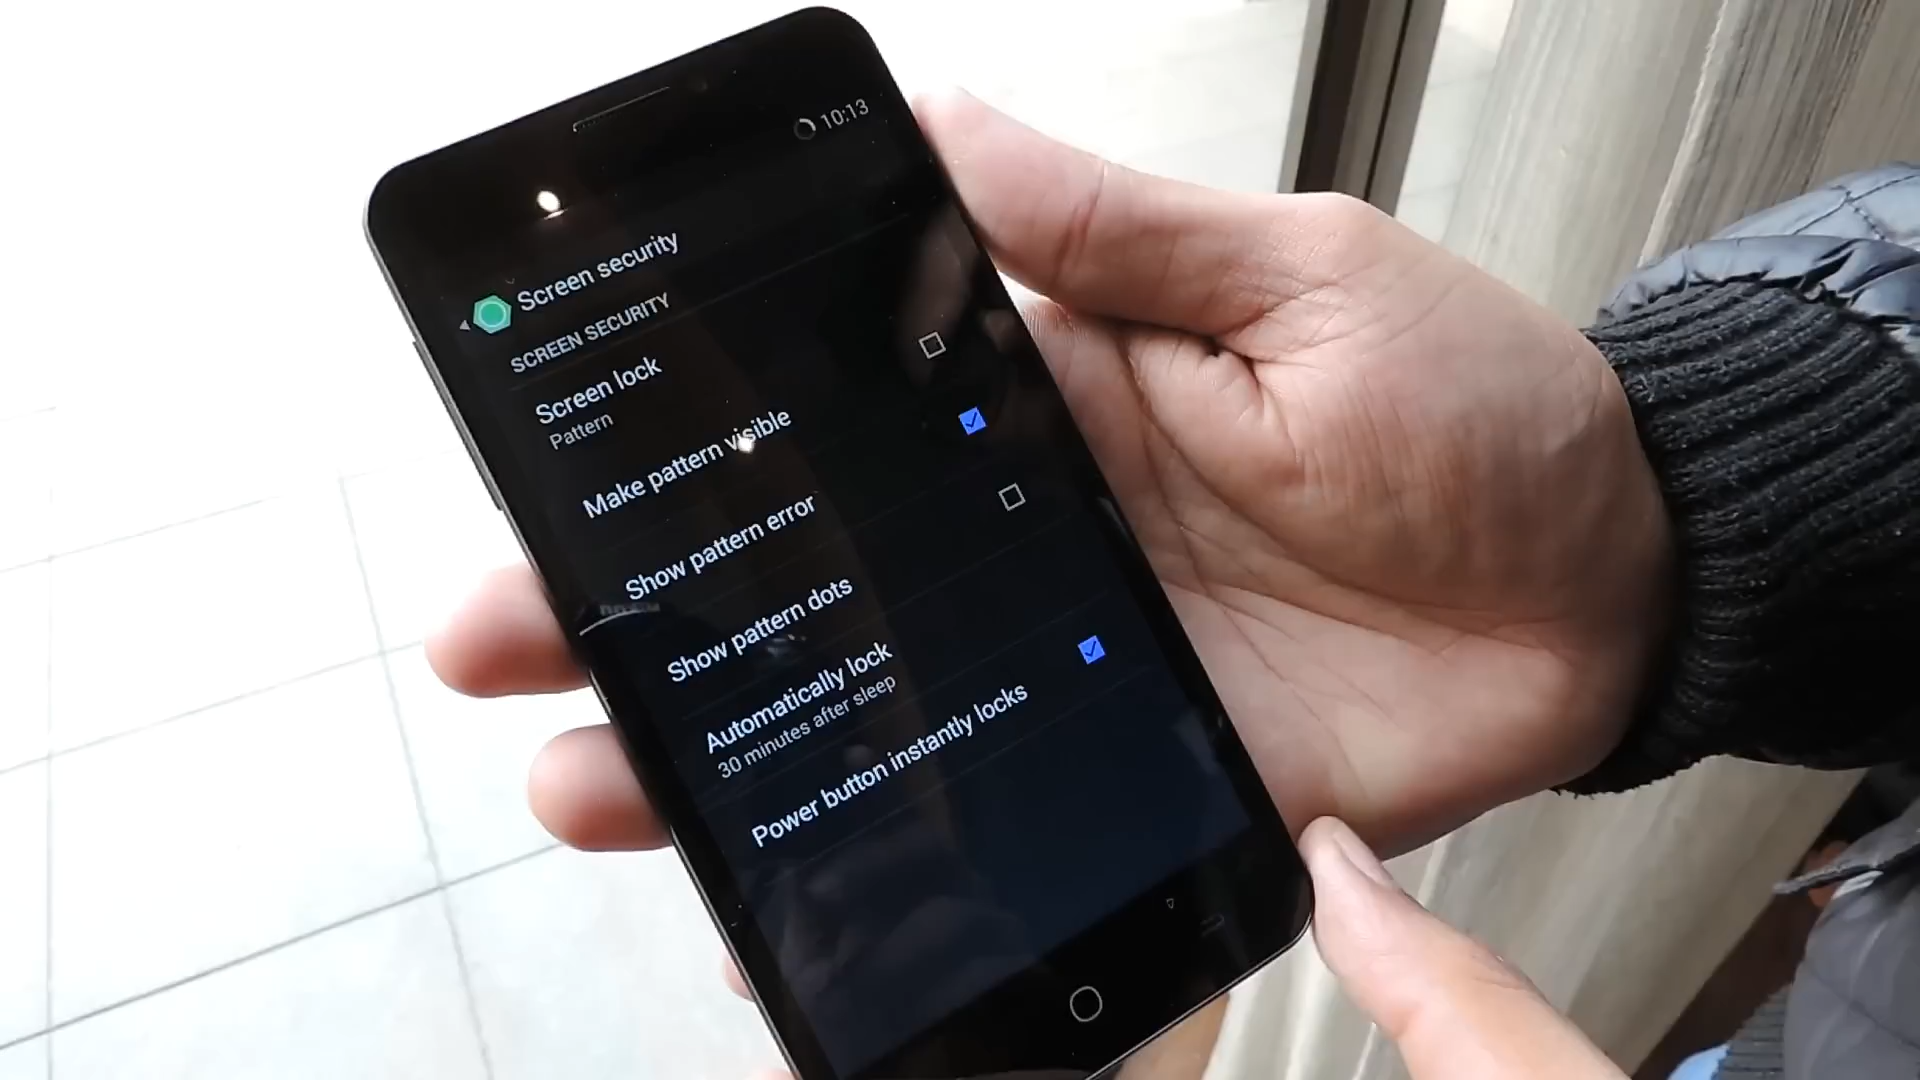 10:13
Screen security
SCREEN SECURITY
Screen lock
Pattern
Make pattern visible
Show pattern error
Show pattern dots
Automatically lock
30 minutes after sleep
Power button instantly locks